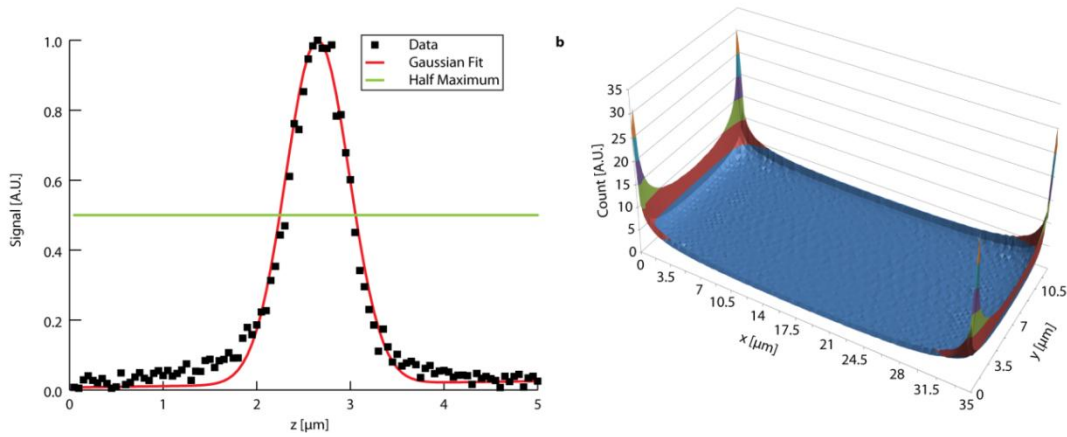 1.0
0.8
0.6
0.4
0.2
0.0
Signal [A.U.]
0 1 2 3 4 5
z [μm]
Data
Gaussian Fit
Half Maximum
b
35
30
25
20
15
10
5
0
Count [A.U.]
0 3.5 7 10.5 14 17.5 21 24.5 28 31.5 35
x [μm]
0 3.5 7 10.5
y [μm]